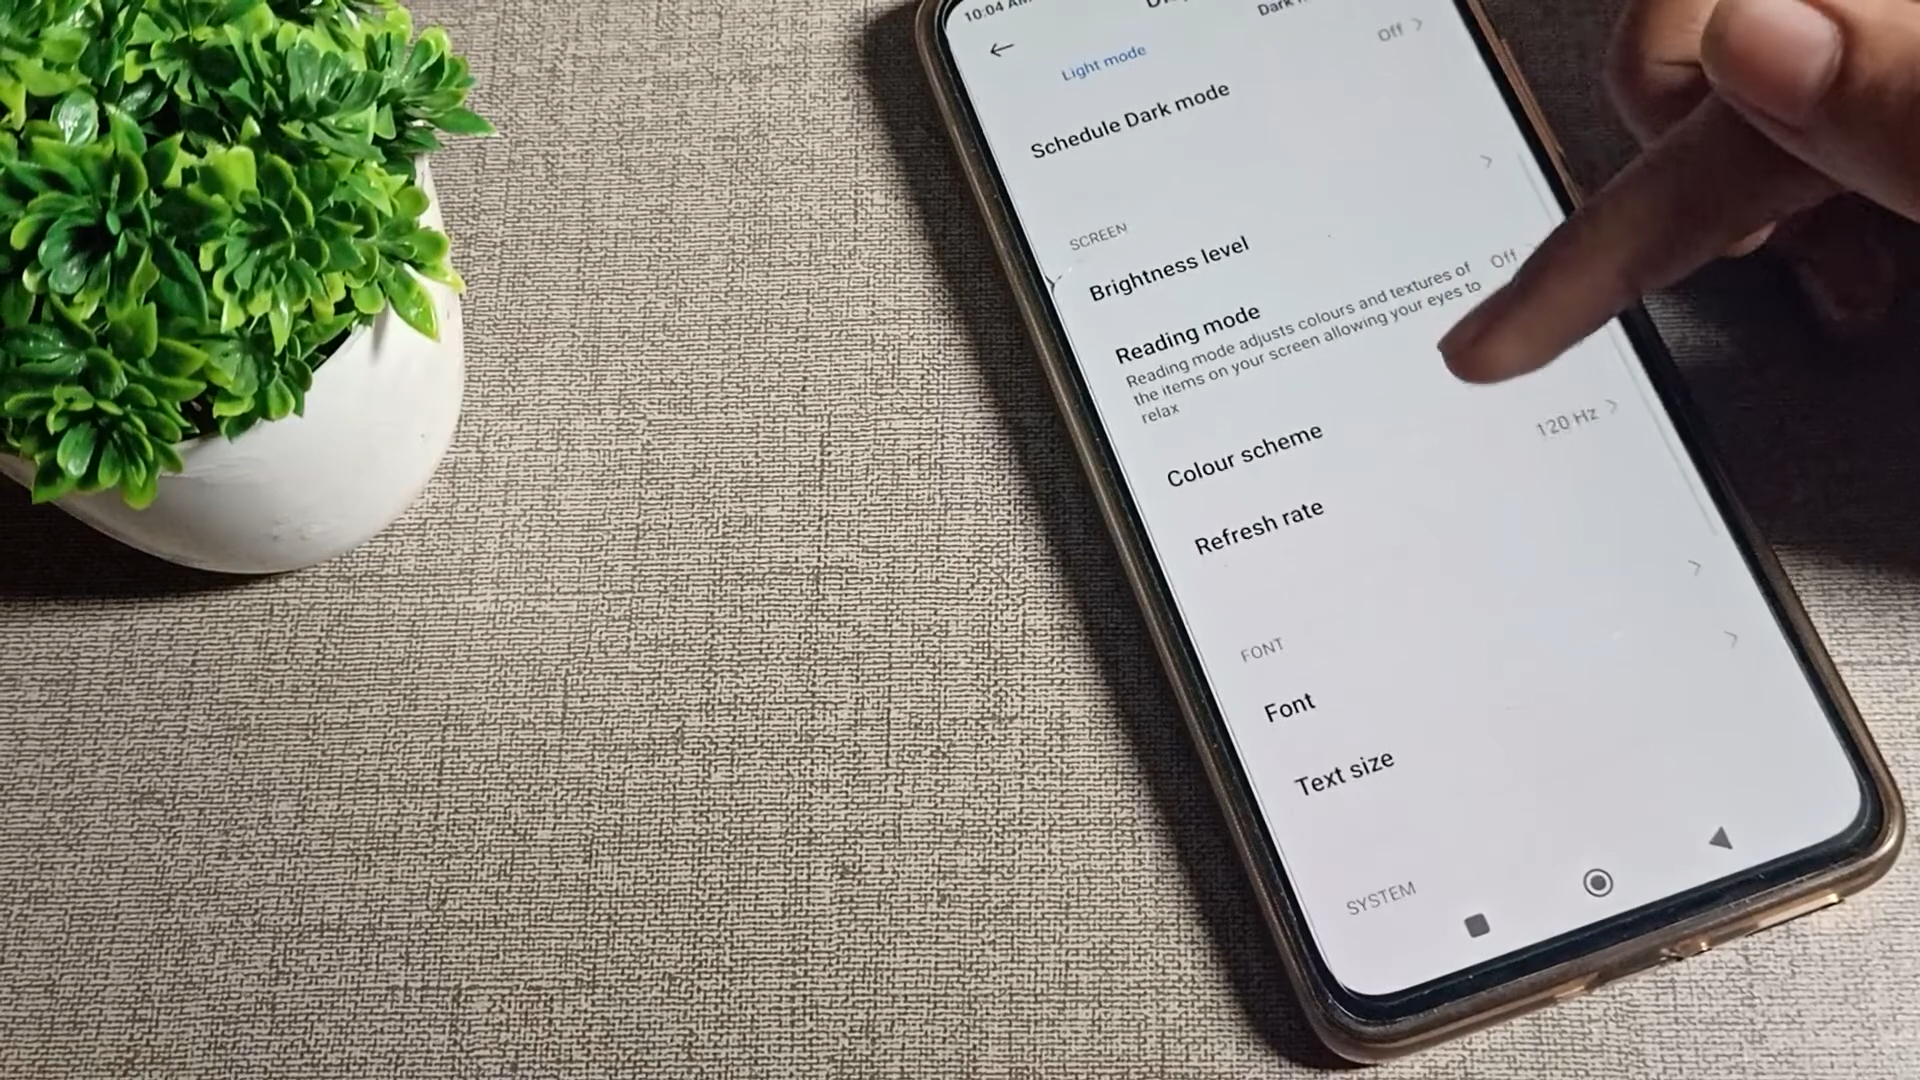 10:04 AM
Light mode
Schedule Dark mode
Off
SCREEN
Brightness level
Reading mode
Off
Reading mode adjusts colours and textures of
the items on your screen allowing your eyes to
relax
Colour scheme
Refresh rate
120 Hz
FONT
Font
Text size
SYSTEM